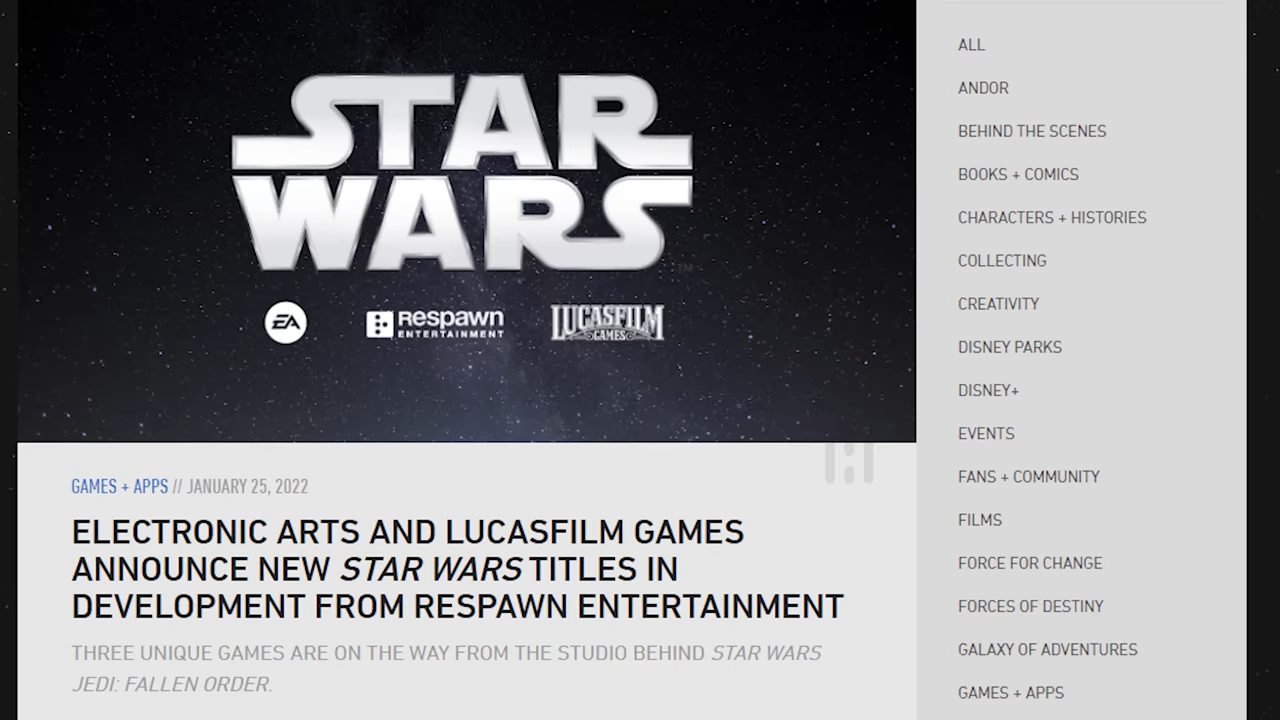 STAR
WARS
TM
EA
Respawn
ENTERTAINMENT
LUCASFILM
GAMES
GAMES + APPS // JANUARY 25, 2022
ELECTRONIC ARTS AND LUCASFILM GAMES
ANNOUNCE NEW STAR WARS TITLES IN
DEVELOPMENT FROM RESPAWN ENTERTAINMENT
THREE UNIQUE GAMES ARE ON THE WAY FROM THE STUDIO BEHIND STAR WARS
JEDI: FALLEN ORDER.
ALL
ANDOR
BEHIND THE SCENES
BOOKS + COMICS
CHARACTERS + HISTORIES
COLLECTING
CREATIVITY
DISNEY PARKS
DISNEY+
EVENTS
FANS + COMMUNITY
FILMS
FORCE FOR CHANGE
FORCES OF DESTINY
GALAXY OF ADVENTURES
GAMES + APPS